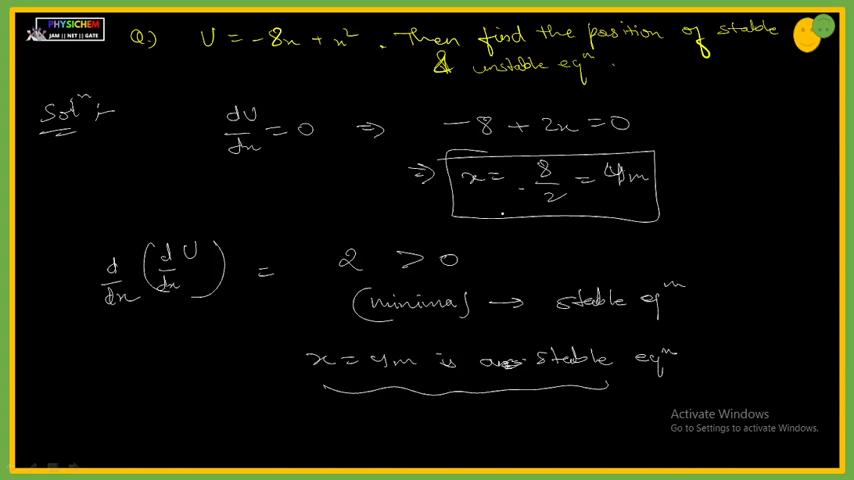 PHYSICHEM
JAM || NET || GATE
Q.) U = -8x + x². Then find the position of stable
& unstable eqⁿ.
Solⁿ :-
dU/dx = 0 ⇒ -8 + 2x = 0
⇒ x = 8/2 = 4m
d/dx (dU/dx) = 2 > 0
(minima) → stable eqᵐ
x = 4m is stable eqᵐ
Activate Windows
Go to Settings to activate Windows.